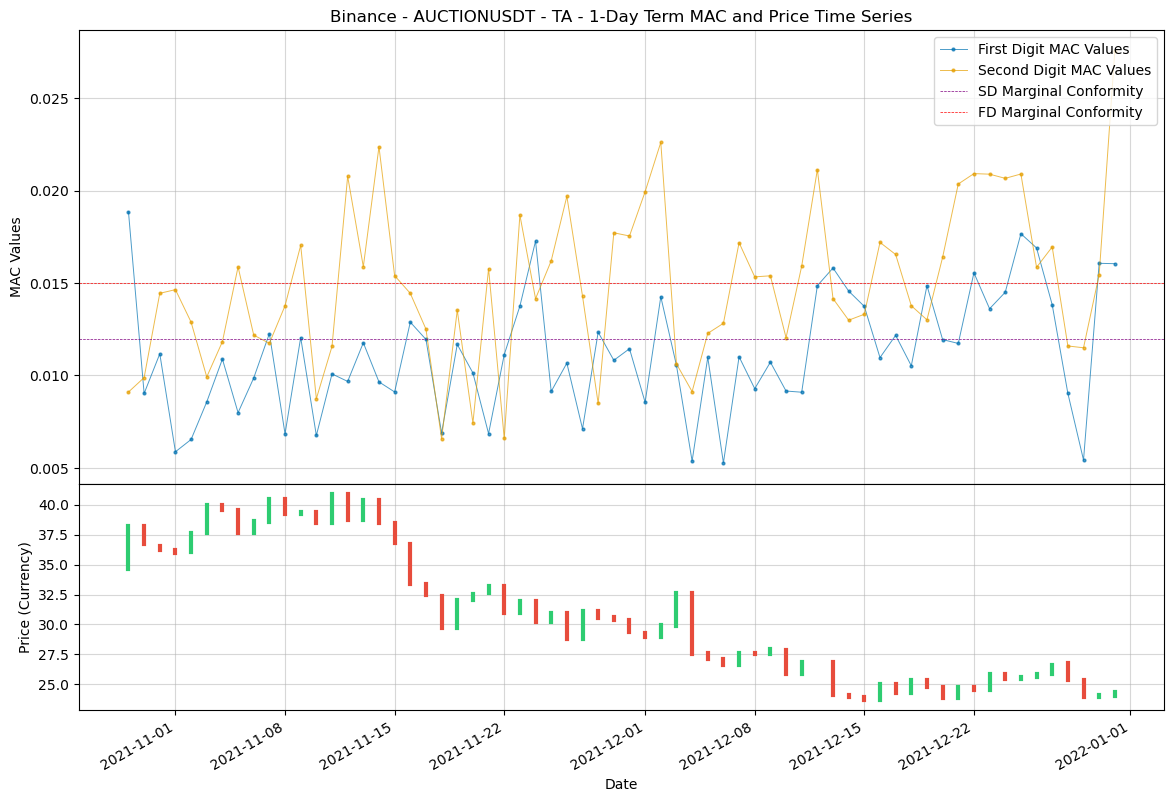 Binance - AUCTIONUSDT - TA - 1-Day Term MAC and Price Time Series
First Digit MAC Values
Second Digit MAC Values
SD Marginal Conformity
FD Marginal Conformity
MAC Values
0.025
0.020
0.015
0.010
0.005
Price (Currency)
40.0
37.5
35.0
32.5
30.0
27.5
25.0
2021-11-01
2021-11-08
2021-11-15
2021-11-22
2021-12-01
2021-12-08
2021-12-15
2021-12-22
2022-01-01
Date